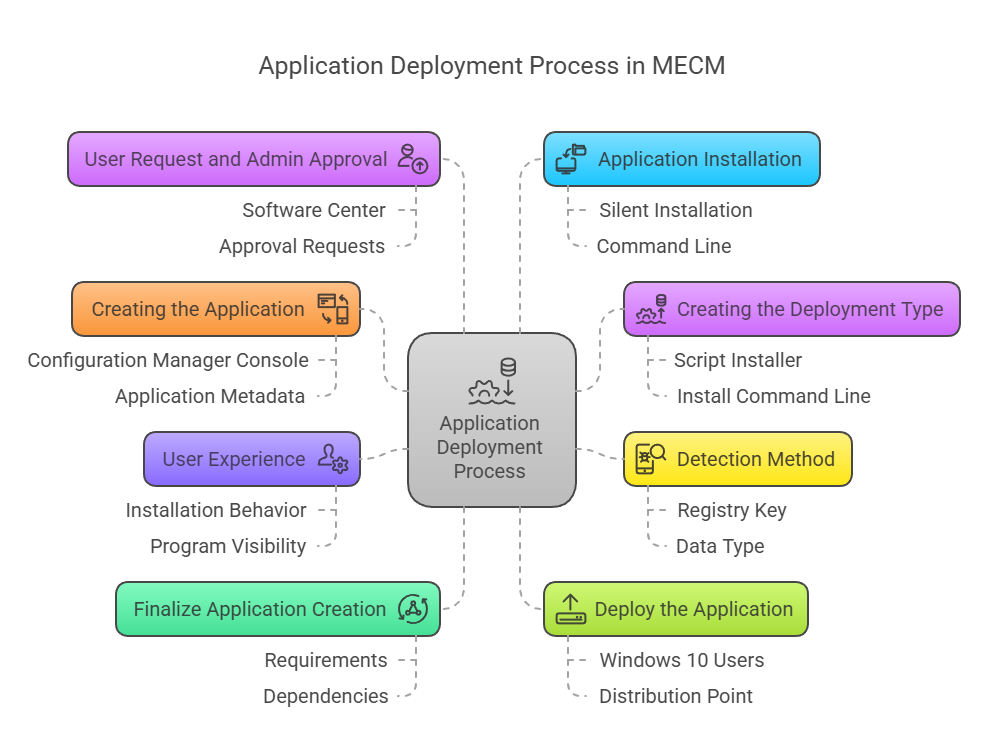 Application Deployment Process in MECM
User Request and Admin Approval
Software Center
Approval Requests
Application Installation
Silent Installation
Command Line
Creating the Application
Configuration Manager Console
Application Metadata
Creating the Deployment Type
Script Installer
Install Command Line
Application
Deployment
Process
User Experience
Installation Behavior
Program Visibility
Detection Method
Registry Key
Data Type
Finalize Application Creation
Requirements
Dependencies
Deploy the Application
Windows 10 Users
Distribution Point